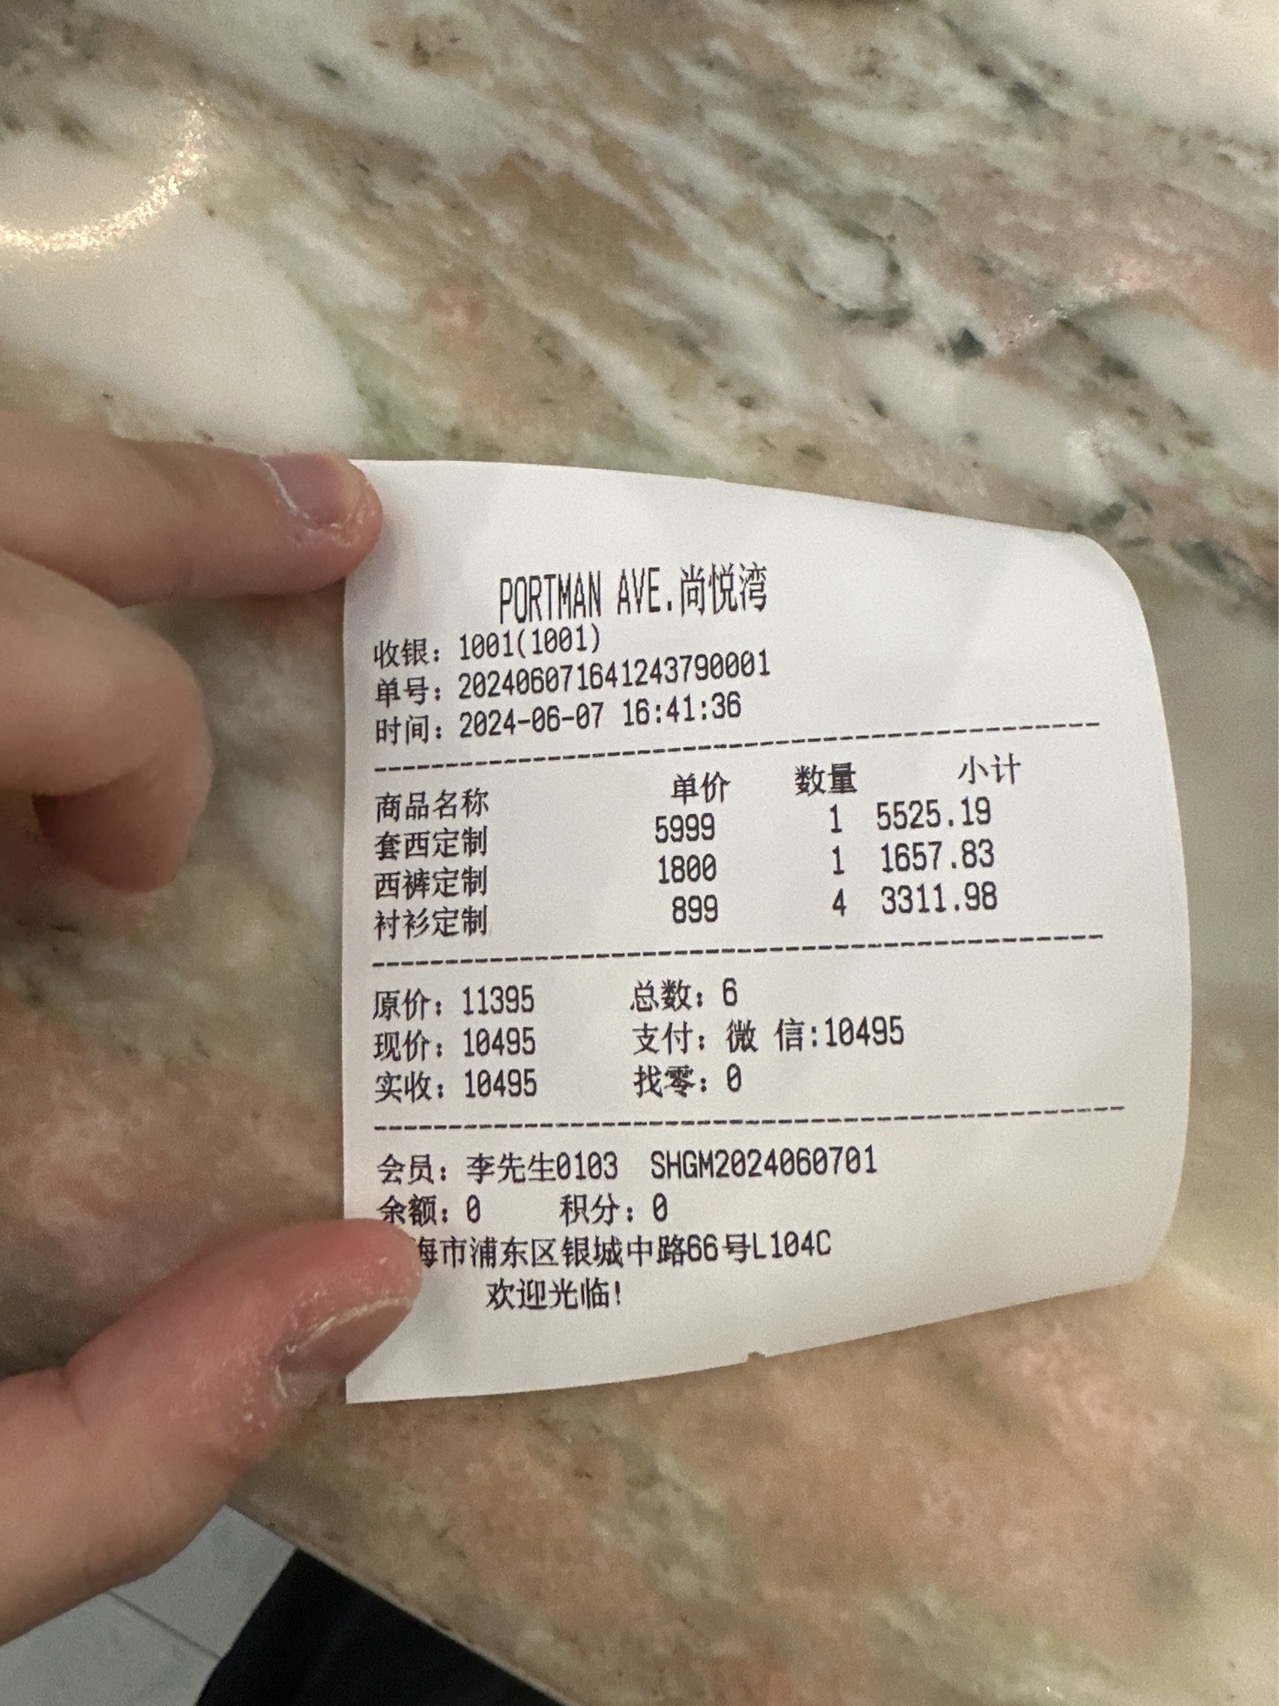 PORTMAN AVE.尚悦湾
收银：1001(1001)
单号：202406071641243790001
时间：2024-06-07 16:41:36
商品名称 单价 数量 小计
套西定制 5999 1 5525.19
西裤定制 1800 1 1657.83
衬衫定制 899 4 3311.98
原价：11395 总数：6
现价：10495 支付：微 信:10495
实收：10495 找零：0
会员：李先生0103 SHGM2024060701
余额：0 积分：0
海市浦东区银城中路66号L104C
欢迎光临！